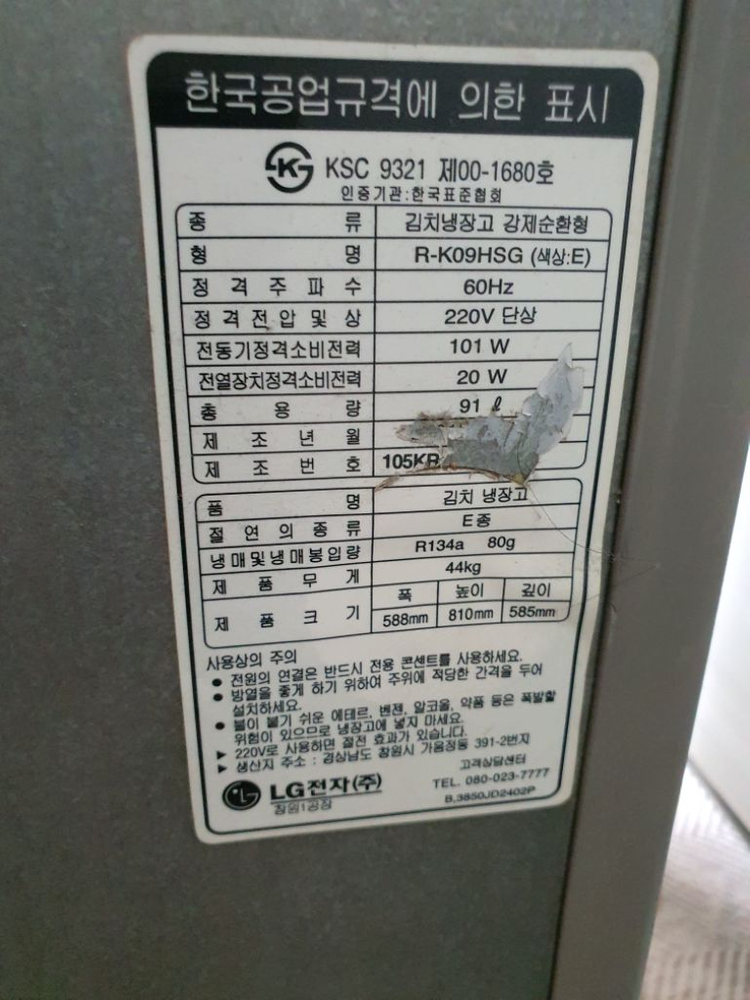 한국공업규격에 의한 표시
KSC 9321 제00-1680호
인증기관:한국표준협회
종 류 김치냉장고 강제순환형
형 명 R-K09HSG (색상:E)
정 격 주 파 수 60Hz
정 격 전 압 및 상 220V 단상
전동기정격소비전력 101 W
전열장치정격소비전력 20 W
총 용 량 91 ℓ
제 조 년 월
제 조 번 호 105KR
품 명 김치 냉장고
절 연 의 종 류 E종
냉매및냉매봉입량 R134a 80g
제 품 무 게 44kg
제 품 크 기 폭 높이 깊이
588mm 810mm 585mm
사용상의 주의
● 전원의 연결은 반드시 전용 콘센트를 사용하세요.
● 방열을 좋게 하기 위하여 주위에 적당한 간격을 두어
설치하세요.
● 불이 붙기 쉬운 에테르, 벤젠, 알코올, 약품 등은 폭발할
위험이 있으므로 냉장고에 넣지 마세요.
▶ 220V로 사용하면 절전 효과가 있습니다.
▶ 생산지 주소 : 경상남도 창원시 가음정동 391-2번지
고객상담센터
LG전자(주) TEL. 080-023-7777
창원1공장 B.3850JD2402P